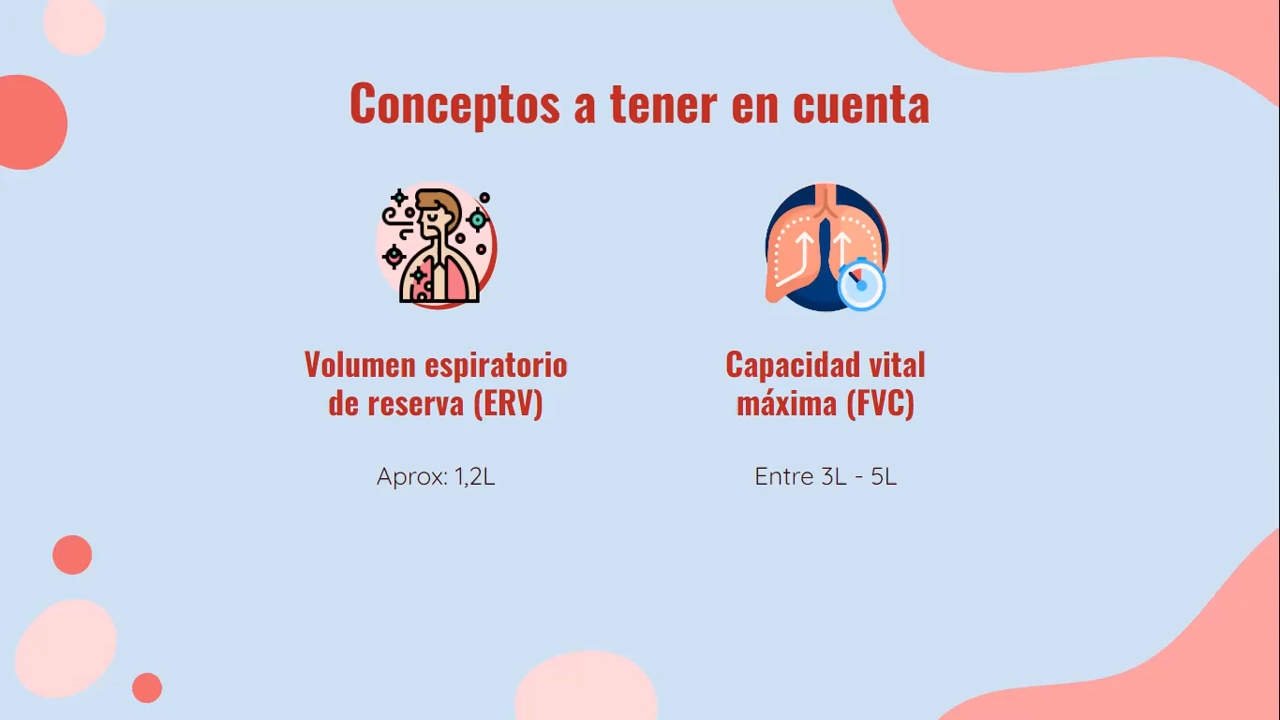 Conceptos a tener en cuenta
Volumen espiratorio
de reserva (ERV)
Aprox: 1,2L
Capacidad vital
máxima (FVC)
Entre 3L - 5L